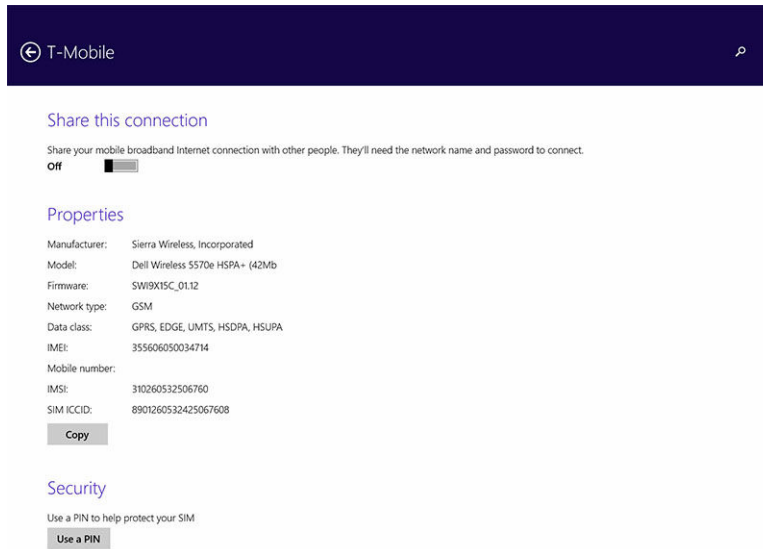 T-Mobile
Share this connection
Share your mobile broadband Internet connection with other people. They'll need the network name and password to connect.
Off
Properties
Manufacturer: Sierra Wireless, Incorporated
Model: Dell Wireless 5570e HSPA+ (42Mb
Firmware: SWI9X15C_01.12
Network type: GSM
Data class: GPRS, EDGE, UMTS, HSDPA, HSUPA
IMEI: 355606050034714
Mobile number:
IMSI: 310260532506760
SIM ICCID: 8901260532425067608
Copy
Security
Use a PIN to help protect your SIM
Use a PIN